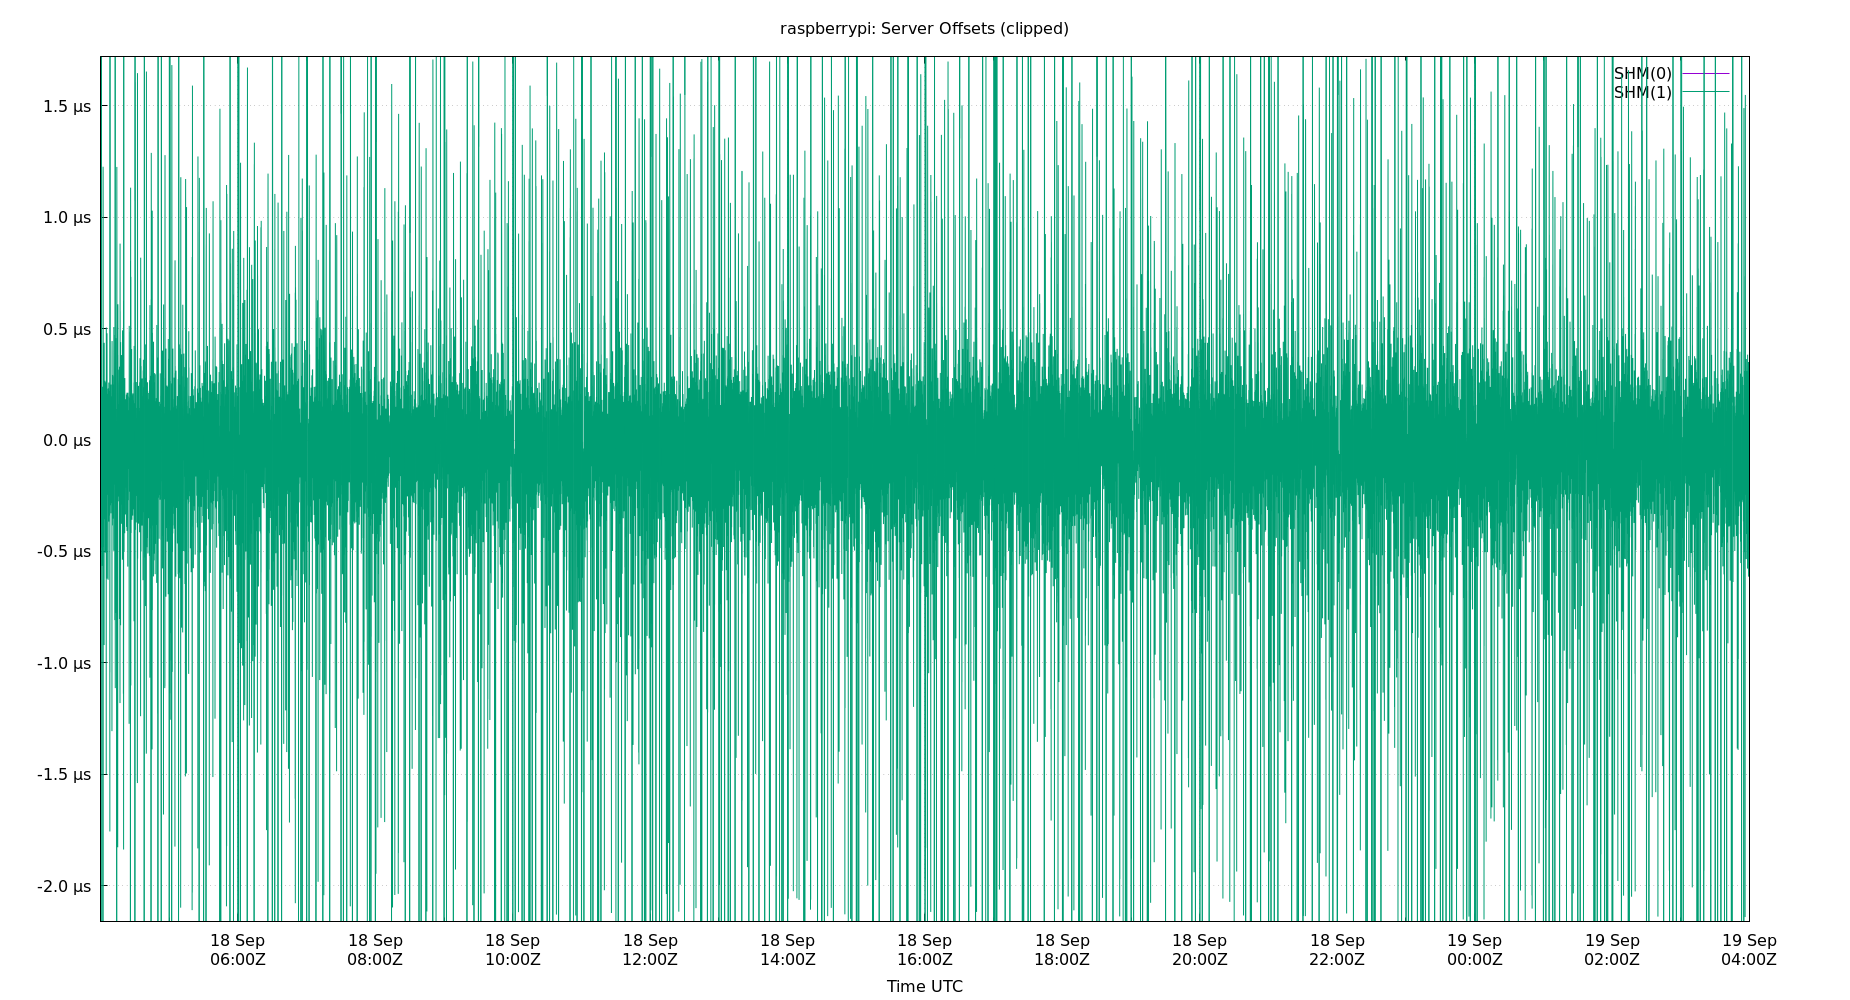 raspberrypi: Server Offsets (clipped)
SHM(0)
SHM(1)
1.5 µs
1.0 µs
0.5 µs
0.0 µs
-0.5 µs
-1.0 µs
-1.5 µs
-2.0 µs
18 Sep 18 Sep 18 Sep 18 Sep 18 Sep 18 Sep 18 Sep 18 Sep 18 Sep 19 Sep 19 Sep 19 Sep
06:00Z 08:00Z 10:00Z 12:00Z 14:00Z 16:00Z 18:00Z 20:00Z 22:00Z 00:00Z 02:00Z 04:00Z
Time UTC